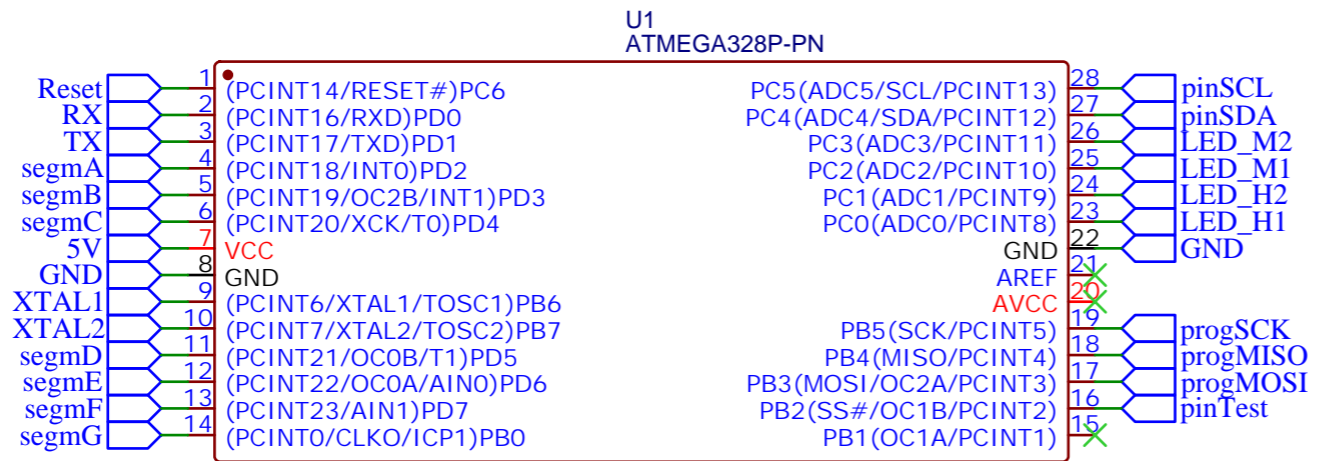 U1
ATMEGA328P-PN
Reset 1 (PCINT14/RESET#)PC6 PC5(ADC5/SCL/PCINT13) 28 pinSCL
RX 2 (PCINT16/RXD)PD0 PC4(ADC4/SDA/PCINT12) 27 pinSDA
TX 3 (PCINT17/TXD)PD1 PC3(ADC3/PCINT11) 26 LED_M2
segmA 4 (PCINT18/INT0)PD2 PC2(ADC2/PCINT10) 25 LED_M1
segmB 5 (PCINT19/OC2B/INT1)PD3 PC1(ADC1/PCINT9) 24 LED_H2
segmC 6 (PCINT20/XCK/T0)PD4 PC0(ADC0/PCINT8) 23 LED_H1
5V 7 VCC GND 22 GND
GND 8 GND AREF 21
XTAL1 9 (PCINT6/XTAL1/TOSC1)PB6 AVCC 20
XTAL2 10 (PCINT7/XTAL2/TOSC2)PB7 PB5(SCK/PCINT5) 19 progSCK
segmD 11 (PCINT21/OC0B/T1)PD5 PB4(MISO/PCINT4) 18 progMISO
segmE 12 (PCINT22/OC0A/AIN0)PD6 PB3(MOSI/OC2A/PCINT3) 17 progMOSI
segmF 13 (PCINT23/AIN1)PD7 PB2(SS#/OC1B/PCINT2) 16 pinTest
segmG 14 (PCINT0/CLKO/ICP1)PB0 PB1(OC1A/PCINT1) 15